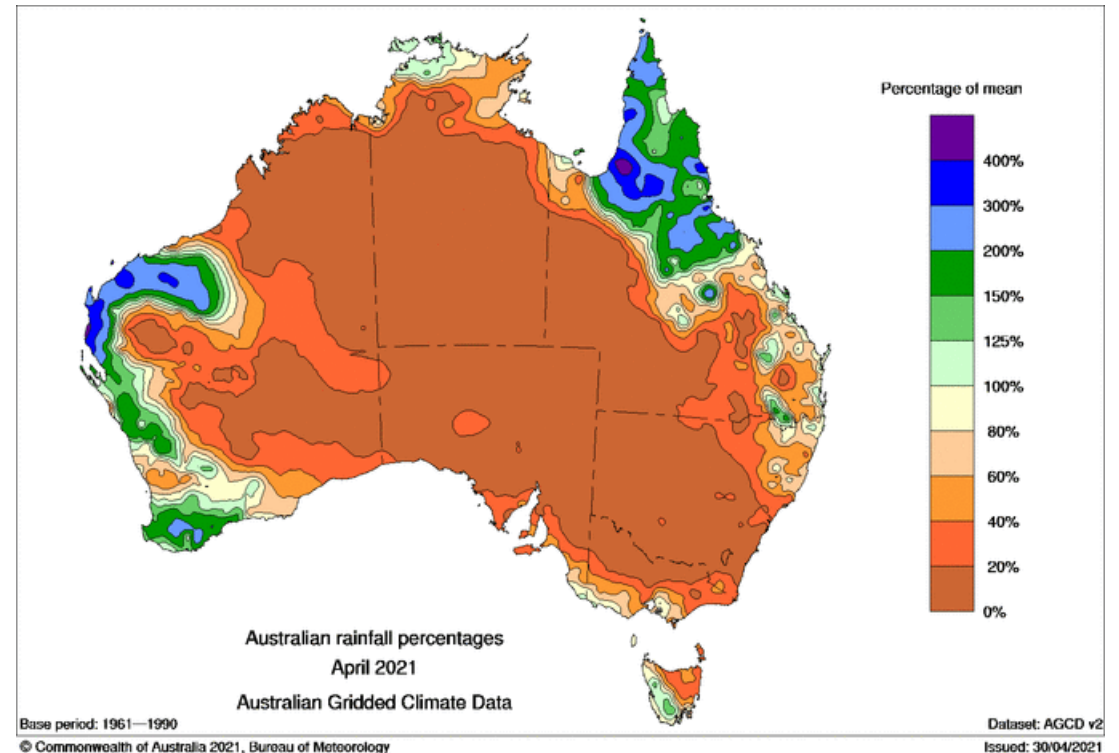 Percentage of mean
400%
300%
200%
150%
125%
100%
80%
60%
40%
20%
0%
Australian rainfall percentages
April 2021
Australian Gridded Climate Data
Base period: 1961—1990
Dataset: AGCD v2
© Commonwealth of Australia 2021, Bureau of Meteorology
Issued: 30/04/2021